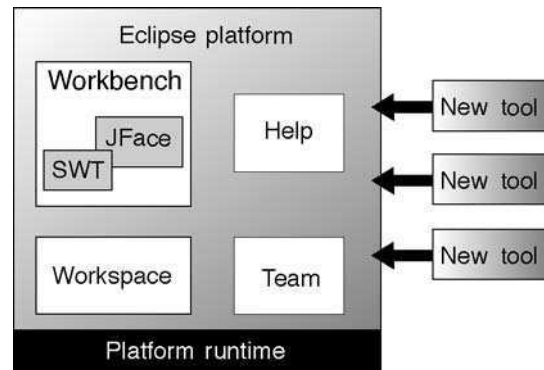 Eclipse platform
Workbench
JFace
SWT
Help
Workspace
Team
Platform runtime
New tool
New tool
New tool